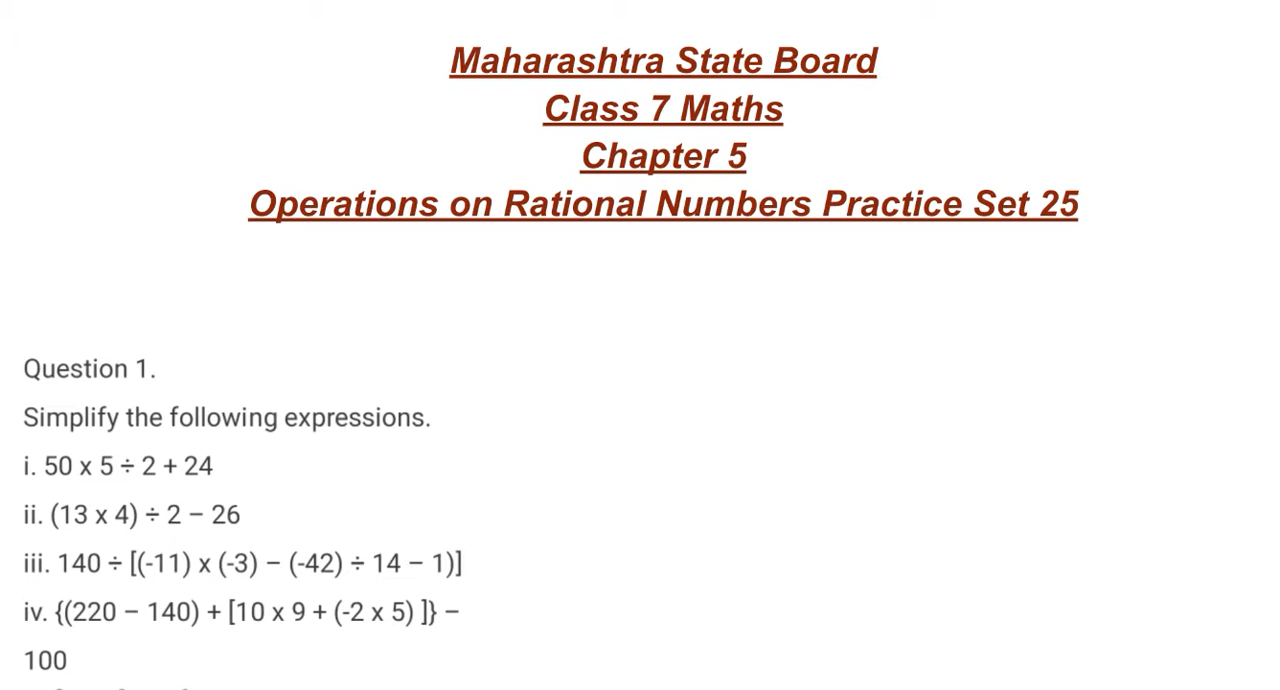 Maharashtra State Board
Class 7 Maths
Chapter 5
Operations on Rational Numbers Practice Set 25
Question 1.
Simplify the following expressions.
i. 50 x 5 ÷ 2 + 24
ii. (13 x 4) ÷ 2 – 26
iii. 140 ÷ [(-11) x (-3) – (-42) ÷ 14 – 1)]
iv. {(220 – 140) + [10 x 9 + (-2 x 5) ]} –
100